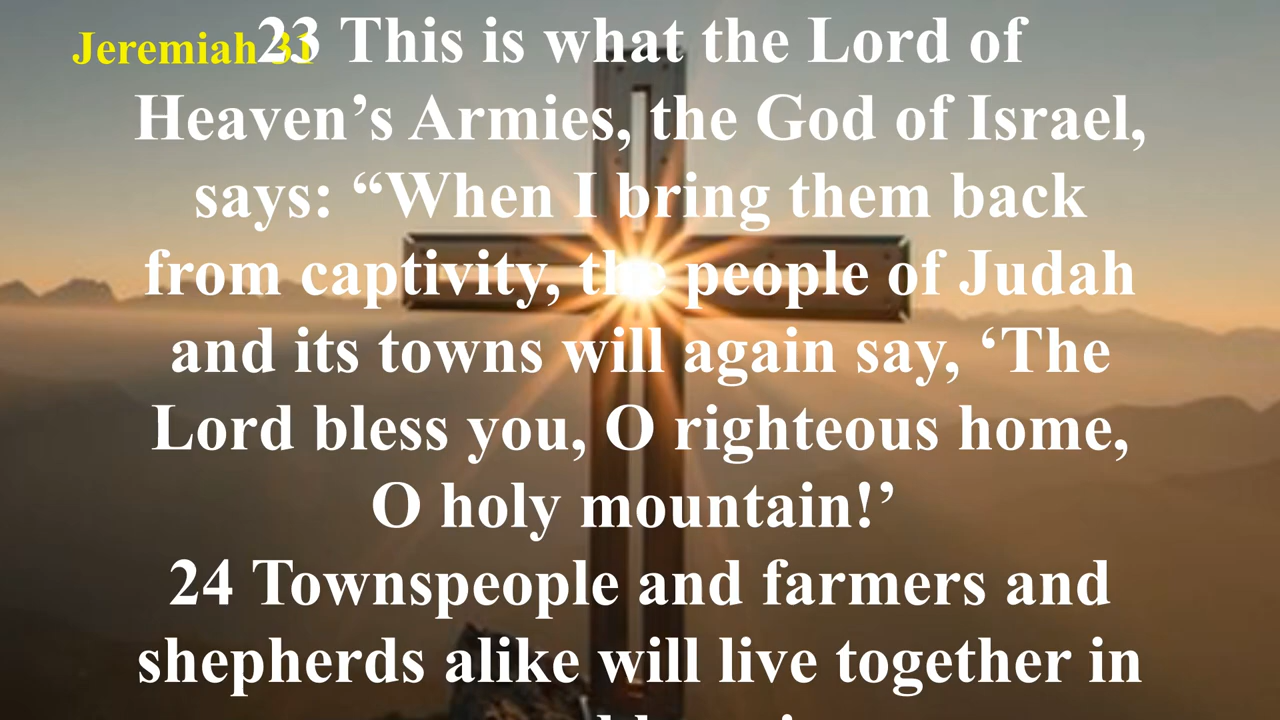 Jeremiah 31
23 This is what the Lord of
Heaven’s Armies, the God of Israel,
says: “When I bring them back
from captivity, the people of Judah
and its towns will again say, ‘The
Lord bless you, O righteous home,
O holy mountain!’
24 Townspeople and farmers and
shepherds alike will live together in